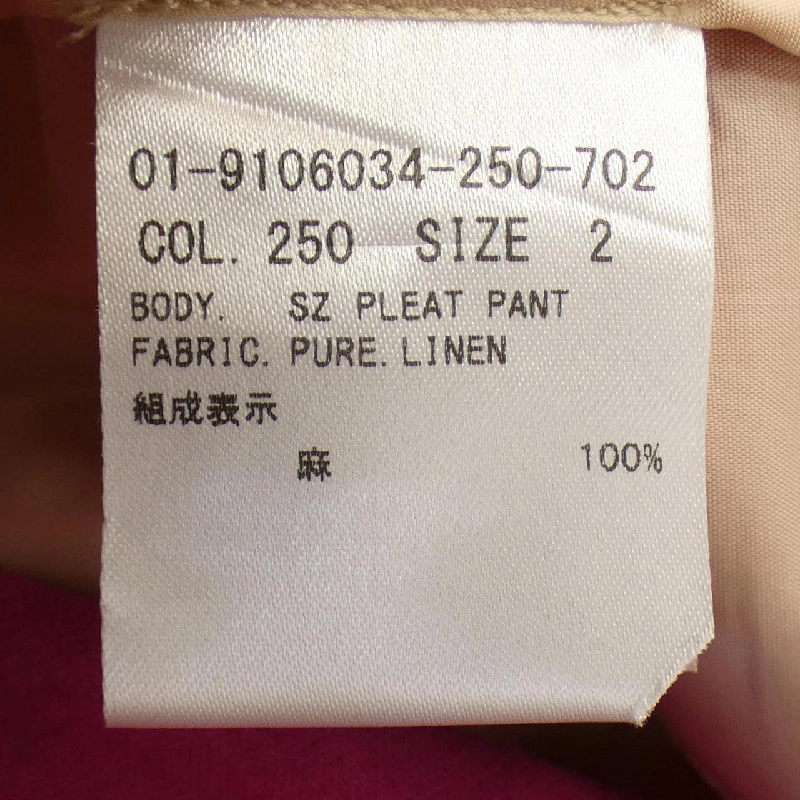 01-9106034-250-702
COL. 250 SIZE 2
BODY. SZ PLEAT PANT
FABRIC. PURE. LINEN
組成表示
麻 100%